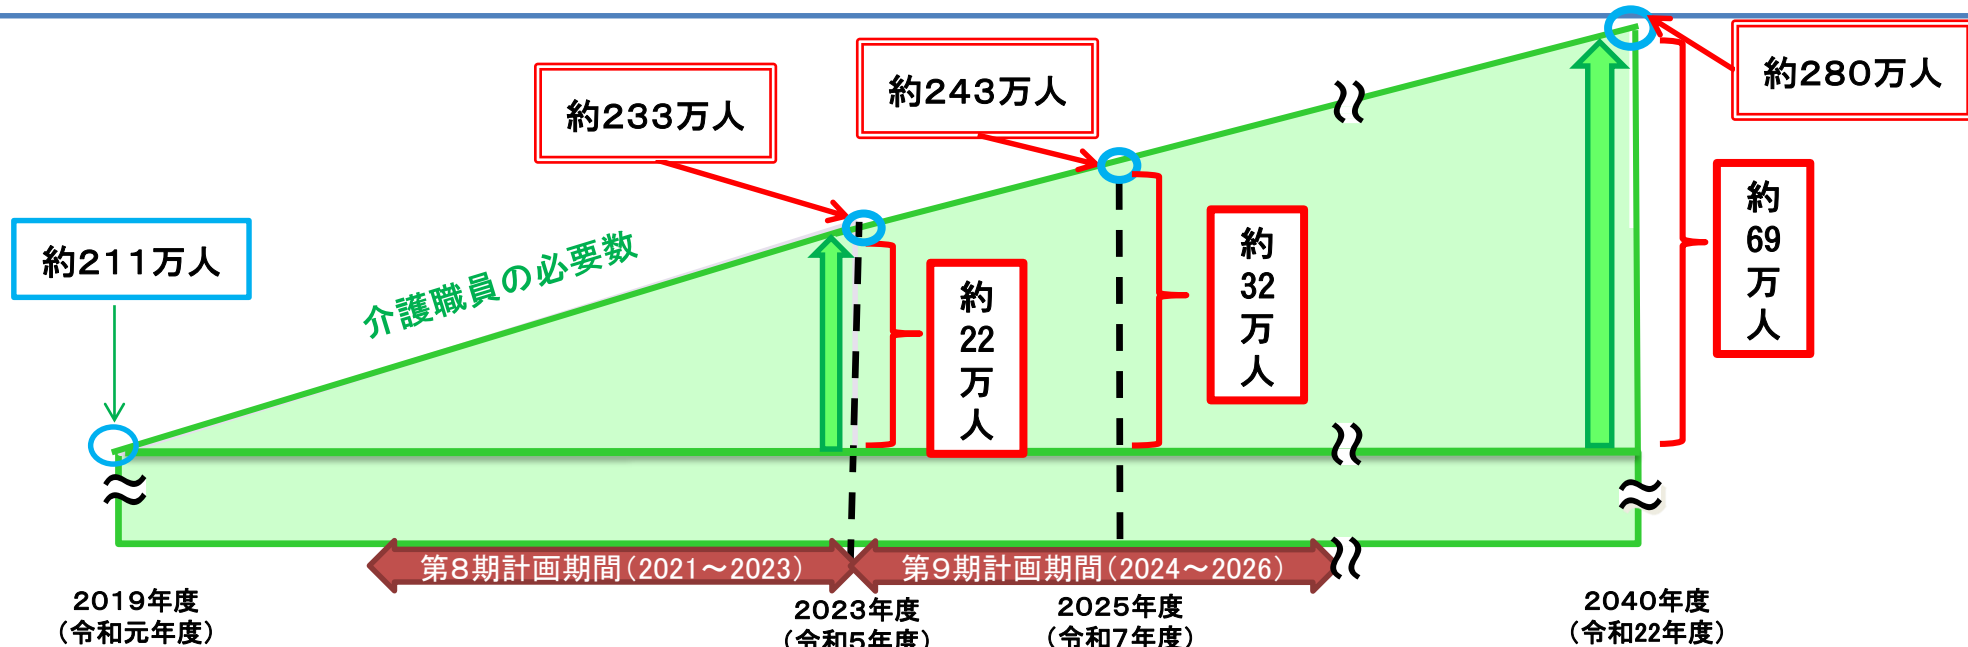 約211万人
約233万人
約243万人
約280万人
介護職員の必要数
約
22
万
人
約
32
万
人
約
69
万
人
第8期計画期間(2021～2023)
第9期計画期間(2024～2026)
2019年度
(令和元年度)
2023年度
(令和5年度)
2025年度
(令和7年度)
2040年度
(令和22年度)